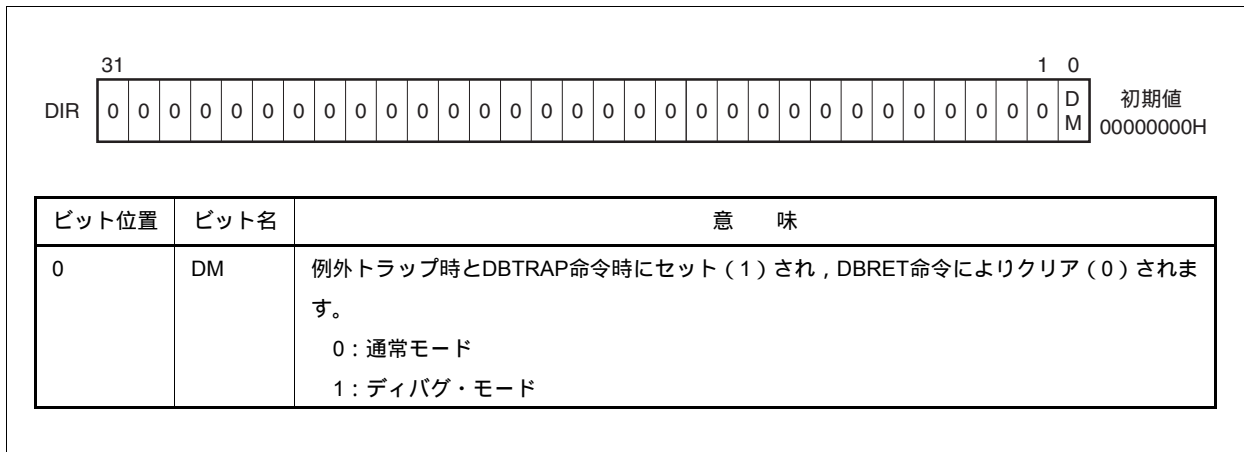 31 1 0
DIR 0 0 0 0 0 0 0 0 0 0 0 0 0 0 0 0 0 0 0 0 0 0 0 0 0 0 0 0 0 0 0 D M 初期値 00000000H
ビット位置 ビット名 意 味
0 DM 例外トラップ時とDBTRAP命令時にセット（1）され，DBRET命令によりクリア（0）されま
す。
0：通常モード
1：ディバグ・モード